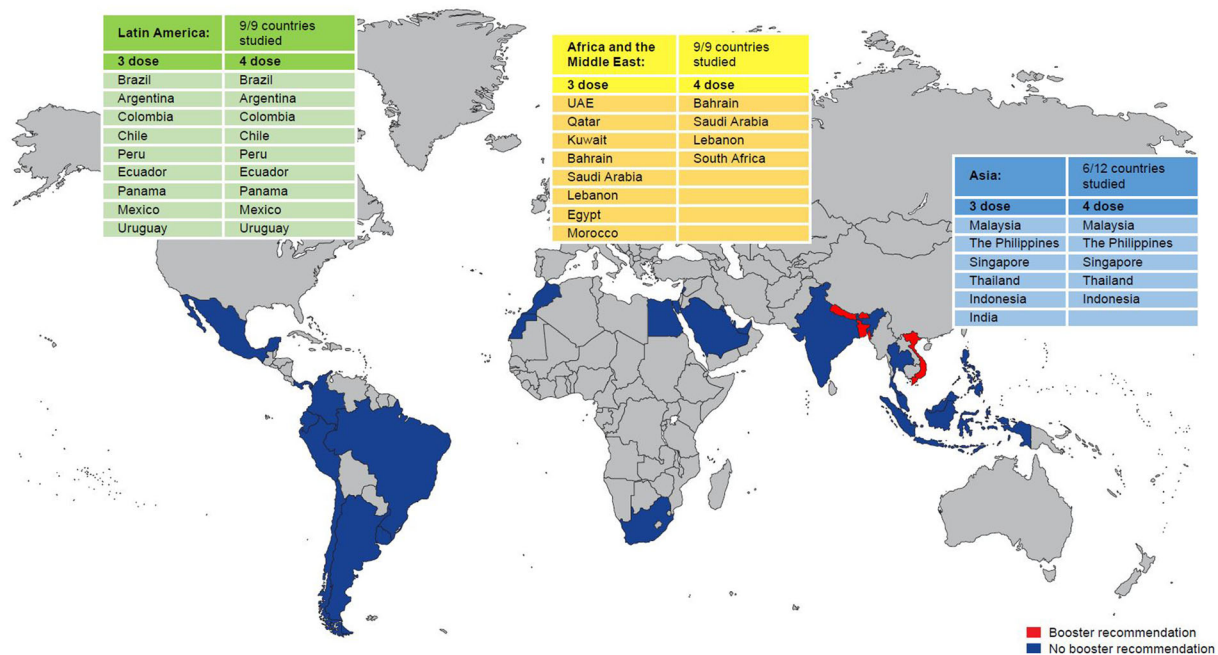 Latin America: 9/9 countries
studied
3 dose 4 dose
Brazil Brazil
Argentina Argentina
Colombia Colombia
Chile Chile
Peru Peru
Ecuador Ecuador
Panama Panama
Mexico Mexico
Uruguay Uruguay
Africa and the 9/9 countries
Middle East: studied
3 dose 4 dose
UAE Bahrain
Qatar Saudi Arabia
Kuwait Lebanon
Bahrain South Africa
Saudi Arabia
Lebanon
Egypt
Morocco
Asia: 6/12 countries
studied
3 dose 4 dose
Malaysia Malaysia
The Philippines The Philippines
Singapore Singapore
Thailand Thailand
Indonesia Indonesia
India
Booster recommendation
No booster recommendation